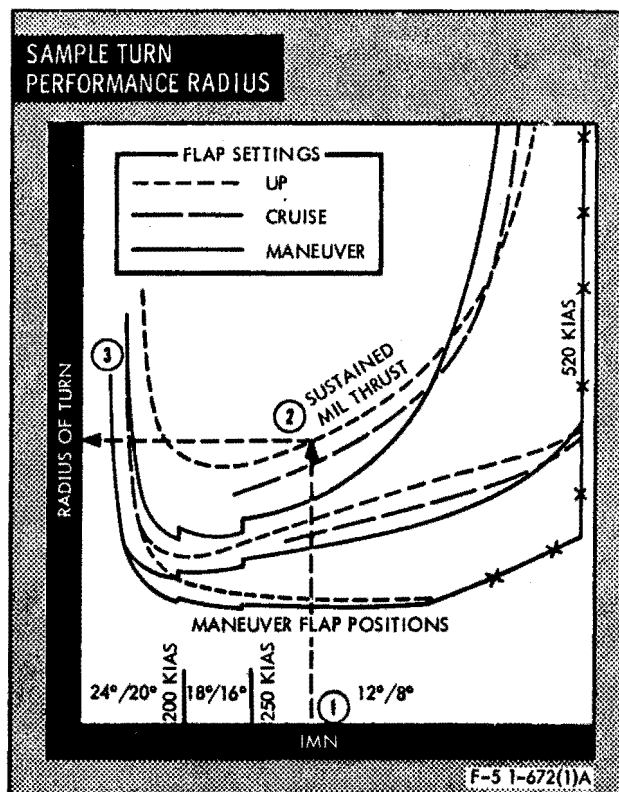 SAMPLE TURN
PERFORMANCE RADIUS
FLAP SETTINGS
UP
CRUISE
MANEUVER
3
2
SUSTAINED
MIL THRUST
520 KIAS
RADIUS OF TURN
MANEUVER FLAP POSITIONS
24°/20°
200 KIAS
18°/16°
250 KIAS
1
12°/8°
IMN
F-5 1-672(1)A